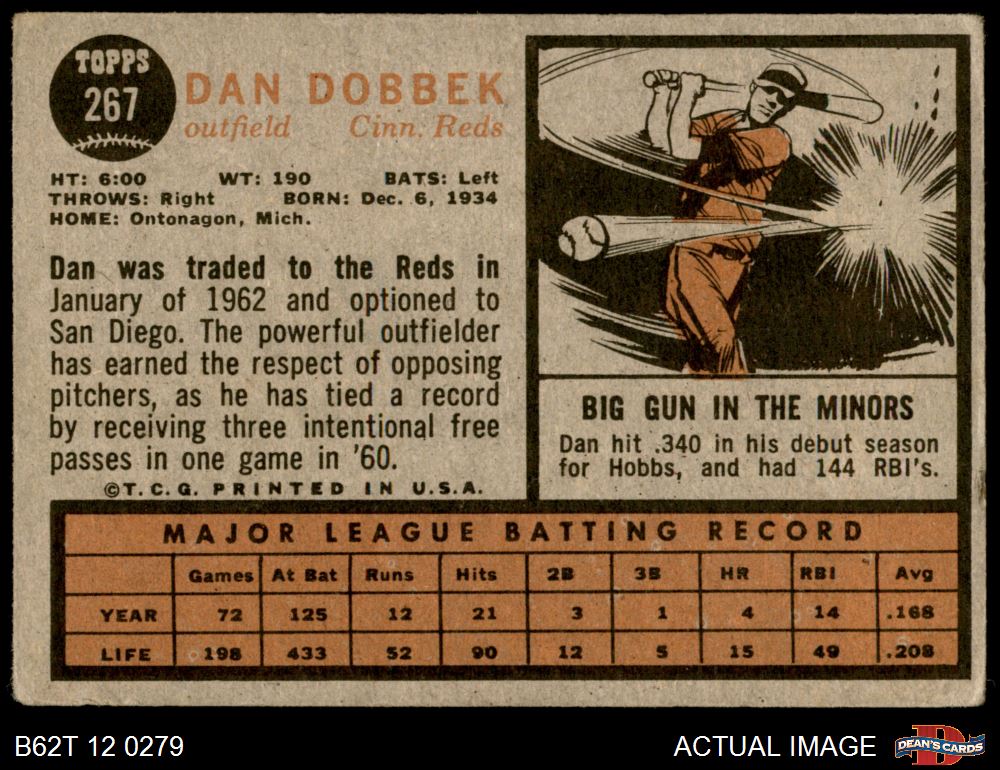 TOPPS
267
DAN DOBBEK
outfield Cinn. Reds
HT: 6:00 WT: 190 BATS: Left
THROWS: Right BORN: Dec. 6, 1934
HOME: Ontonagon, Mich.
Dan was traded to the Reds in
January of 1962 and optioned to
San Diego. The powerful outfielder
has earned the respect of opposing
pitchers, as he has tied a record
by receiving three intentional free
passes in one game in '60.
©T.C.G. PRINTED IN U.S.A.
BIG GUN IN THE MINORS
Dan hit .340 in his debut season
for Hobbs, and had 144 RBI's.
MAJOR LEAGUE BATTING RECORD
Games At Bat Runs Hits 2B 3B HR RBI Avg
YEAR 72 125 12 21 3 1 4 14 .168
LIFE 198 433 52 90 12 5 15 49 .208
B62T 12 0279
ACTUAL IMAGE
D
DEAN'S CARDS